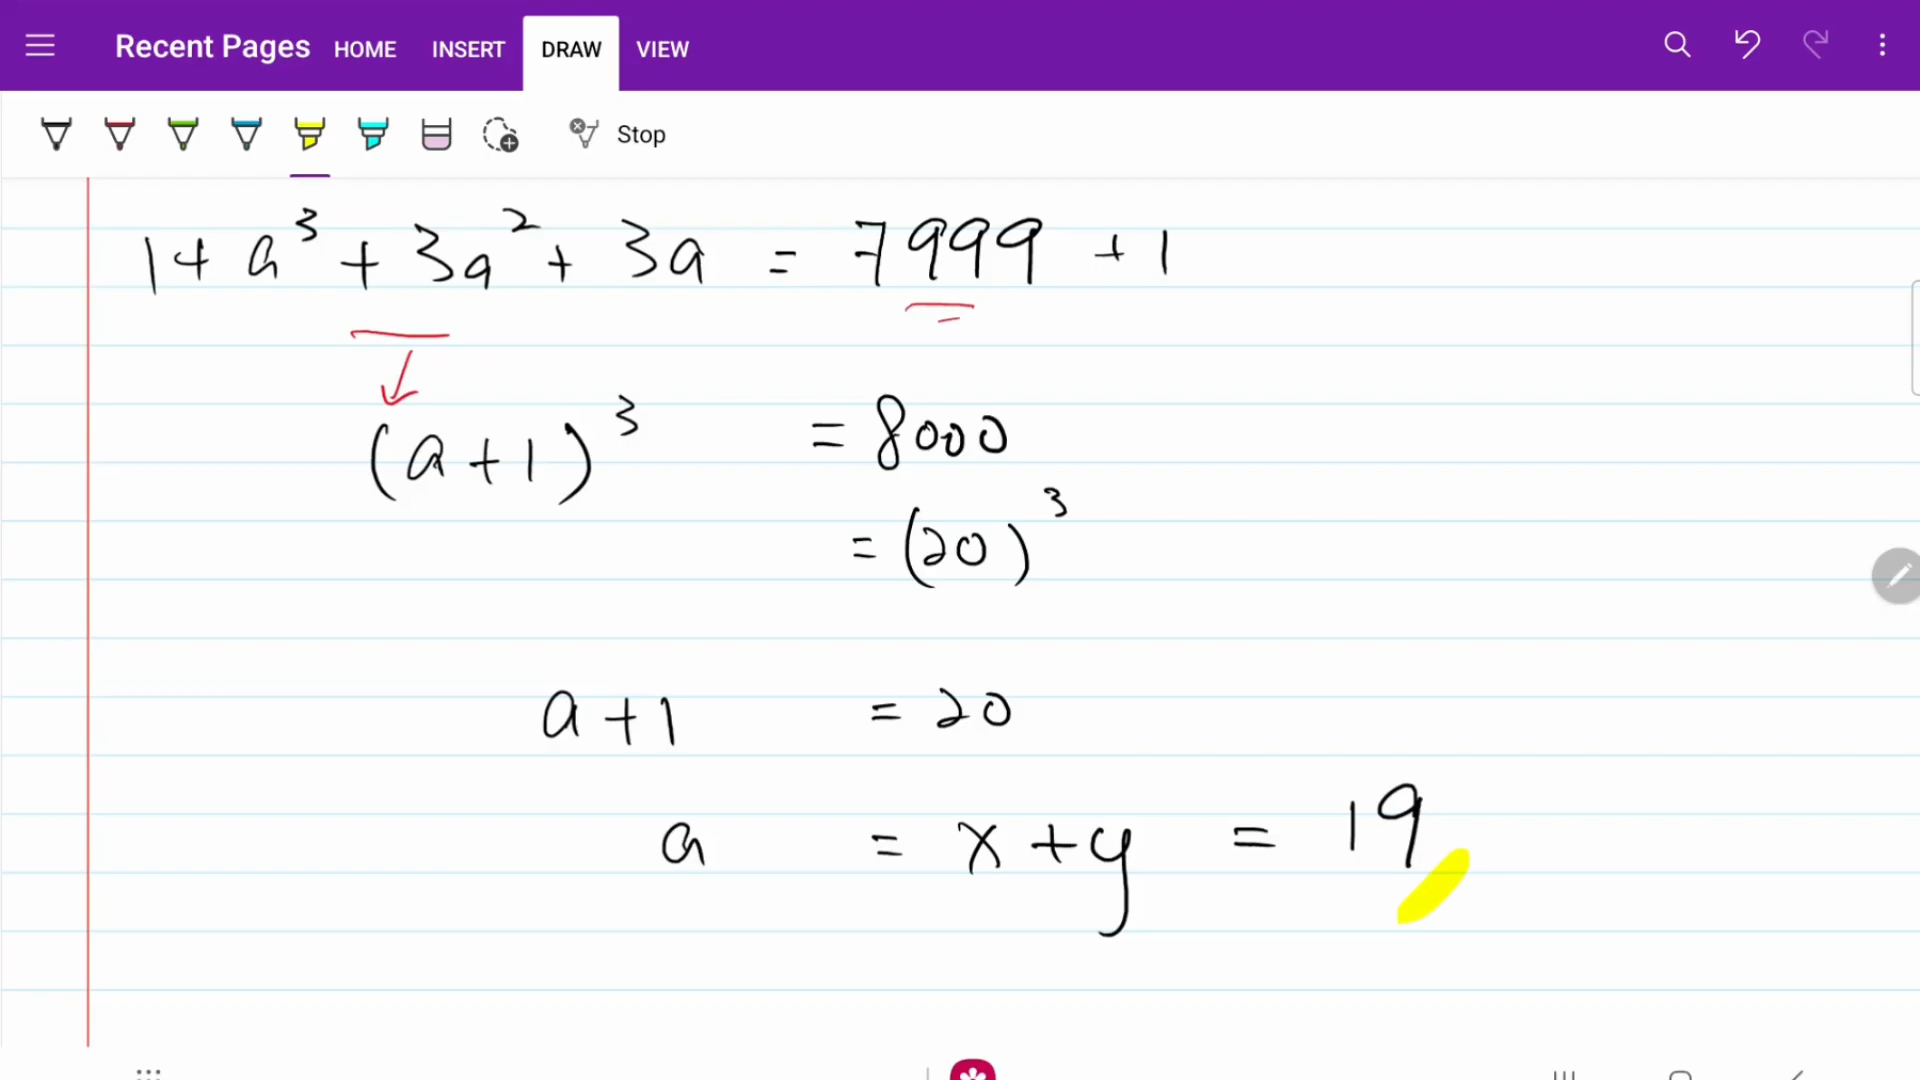 Recent Pages HOME INSERT DRAW VIEW
Stop
1+ a³ + 3a² + 3a = 7999 + 1
(a+1)³ = 8000
= (20)³
a+1 = 20
a = x+y = 19